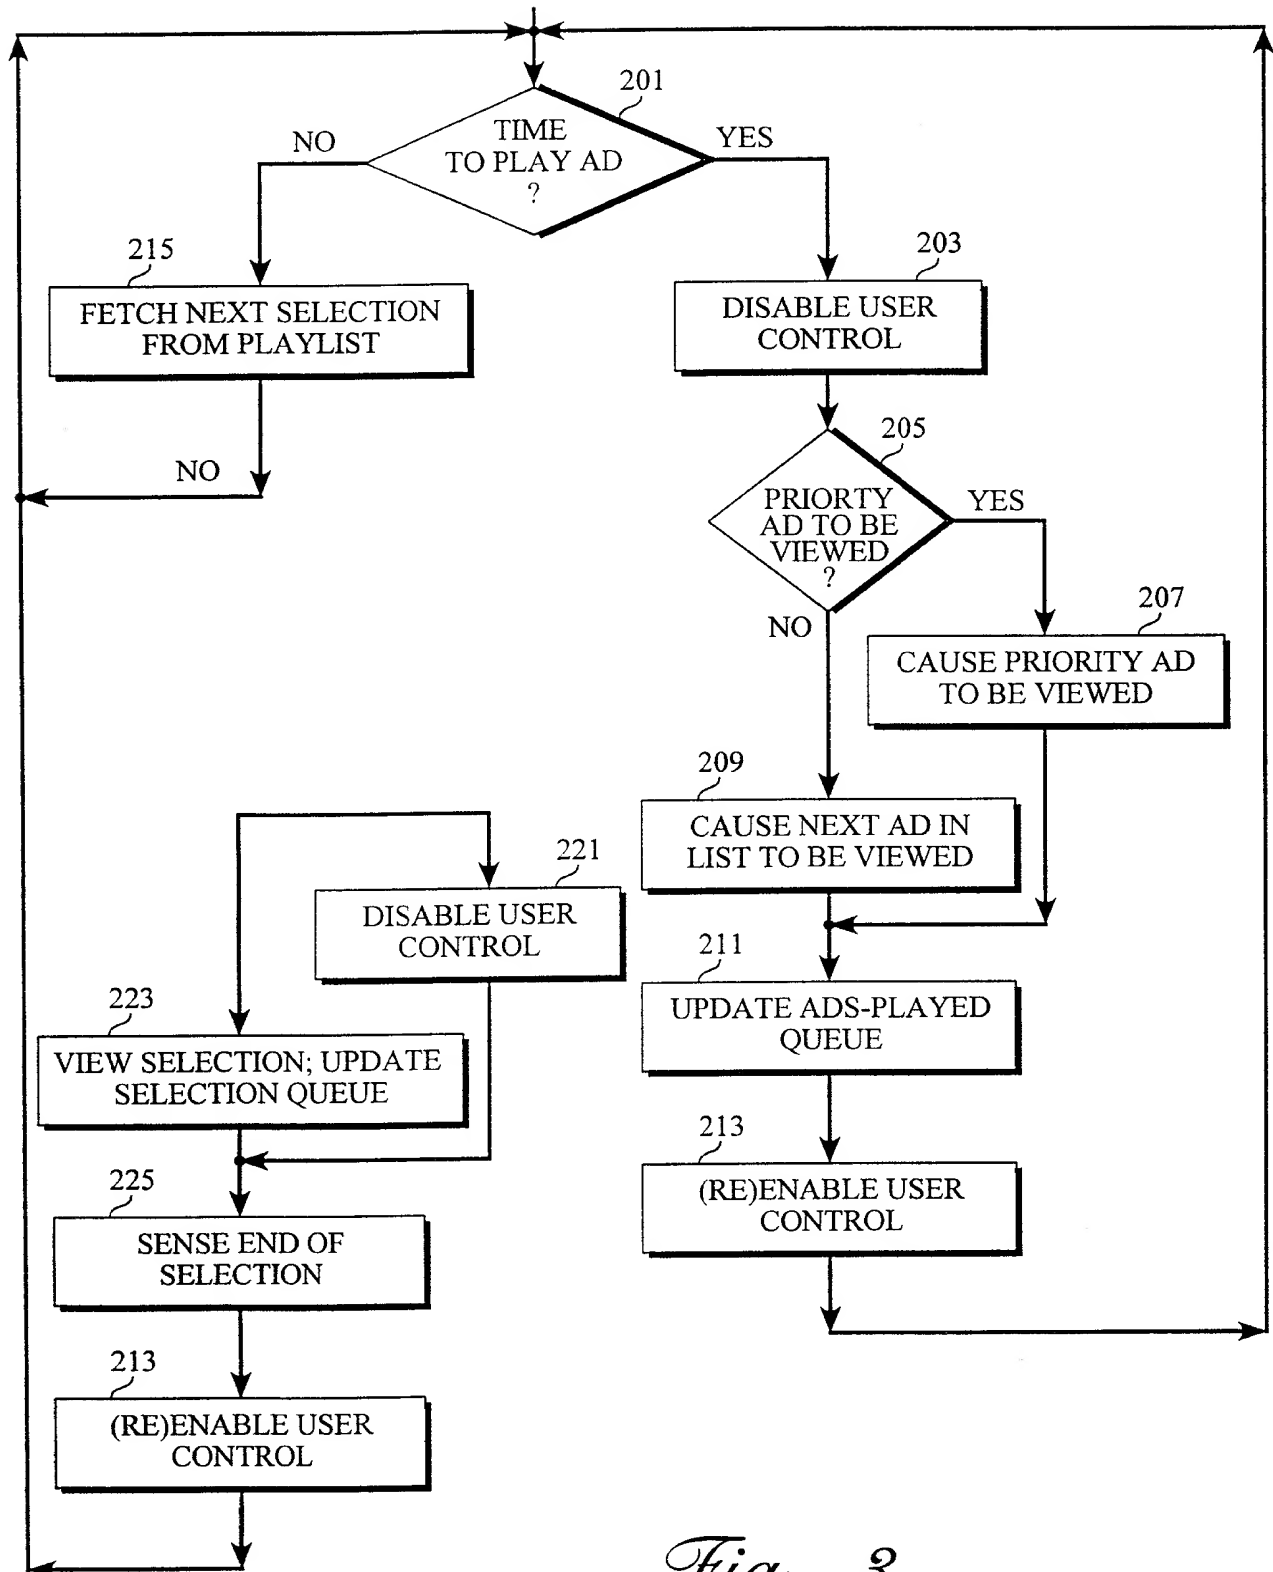 201
TIME
TO PLAY AD
?
NO
YES
215
FETCH NEXT SELECTION
FROM PLAYLIST
NO
203
DISABLE USER
CONTROL
205
PRIORTY
AD TO BE
VIEWED
?
YES
NO
207
CAUSE PRIORITY AD
TO BE VIEWED
209
CAUSE NEXT AD IN
LIST TO BE VIEWED
221
DISABLE USER
CONTROL
211
UPDATE ADS-PLAYED
QUEUE
223
VIEW SELECTION; UPDATE
SELECTION QUEUE
213
(RE)ENABLE USER
CONTROL
225
SENSE END OF
SELECTION
213
(RE)ENABLE USER
CONTROL
Fig. 3